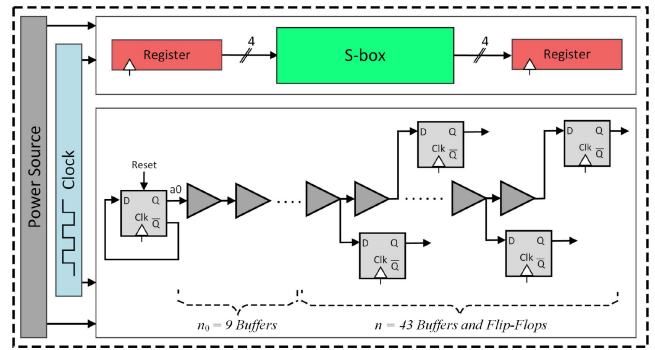 Power Source
Clock
Register
4
S-box
4
Register
Reset
a0
D Q
Clk Q
D Q
Clk Q
D Q
Clk Q
D Q
Clk Q
D Q
Clk Q
n0 = 9 Buffers
n = 43 Buffers and Flip-Flops